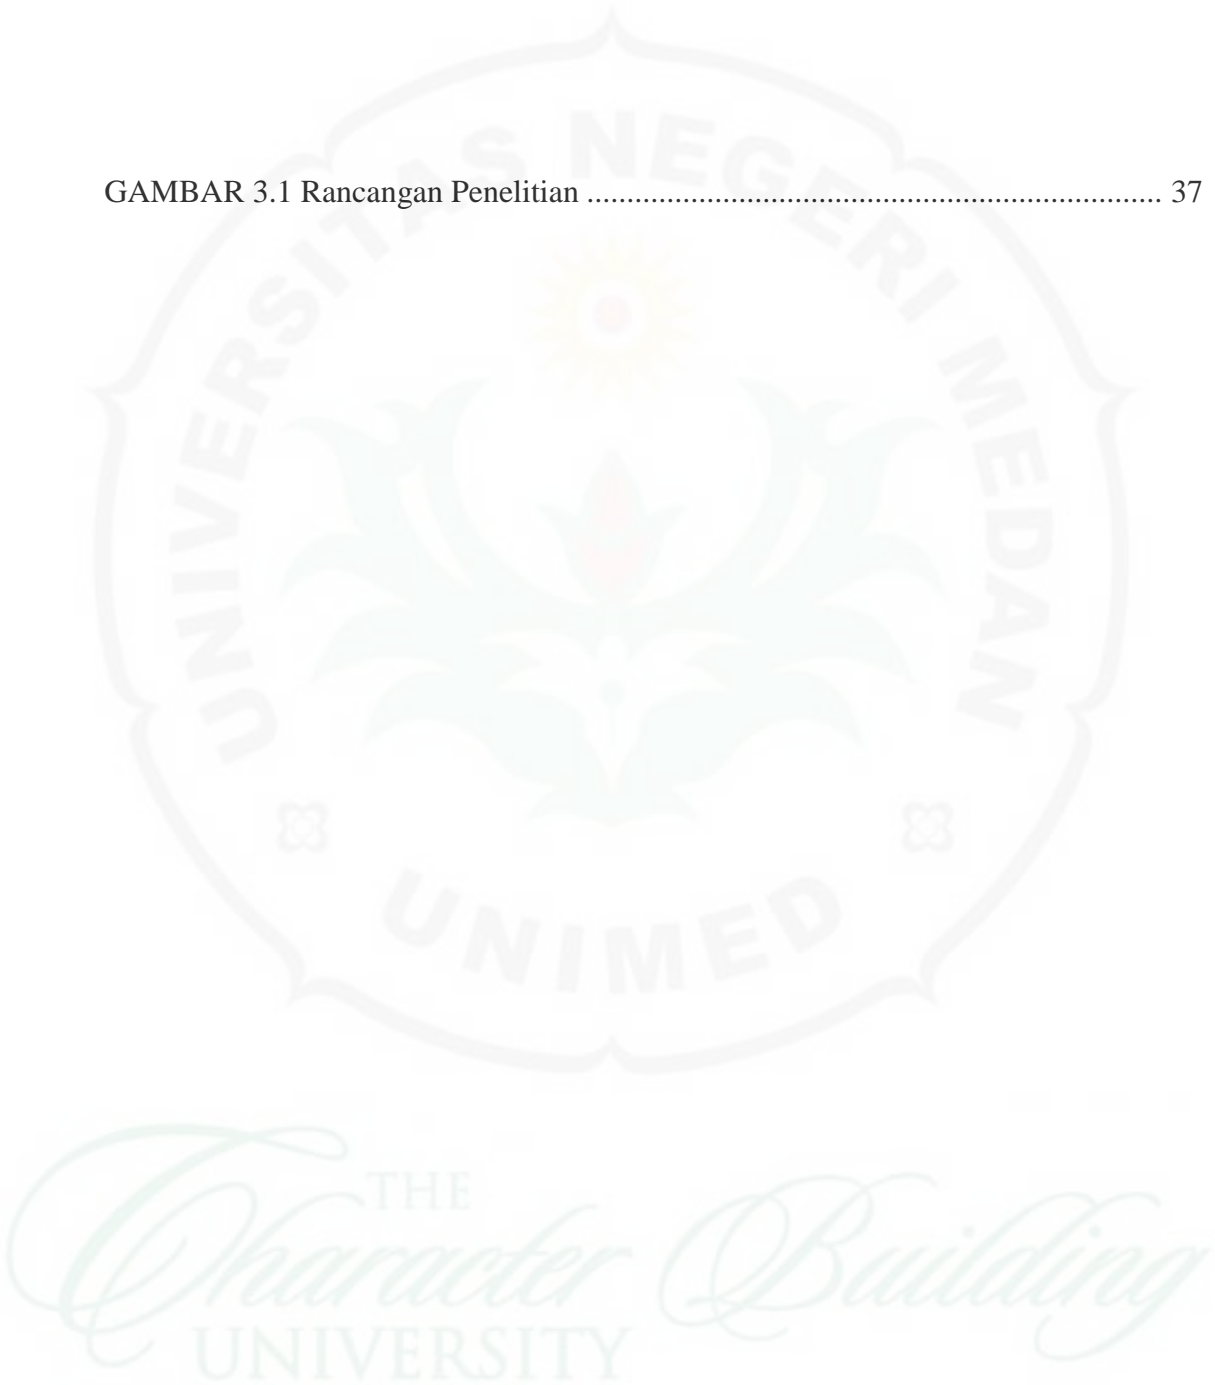 GAMBAR 3.1 Rancangan Penelitian ........................................................................ 37
UNIVERSITAS NEGERI MEDAN
UNIMED
THE
Character Building
UNIVERSITY